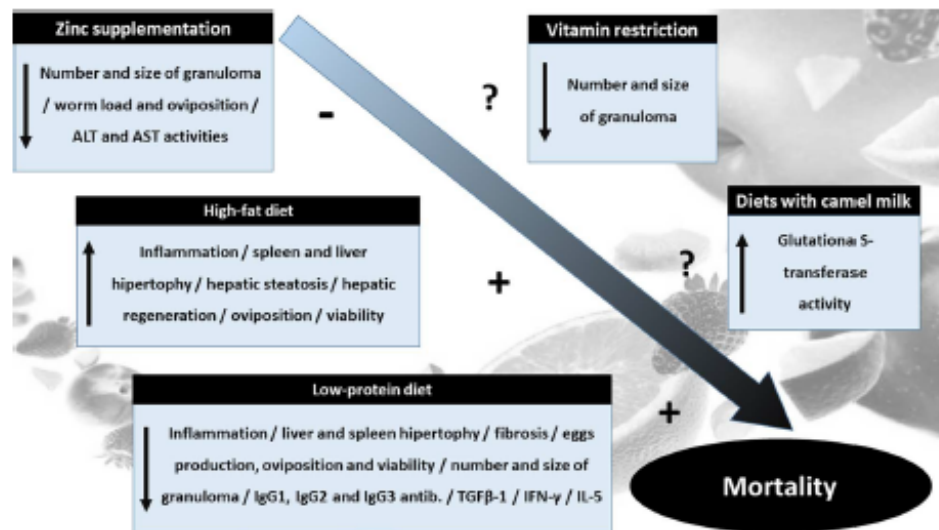 Zinc supplementation
Number and size of granuloma
/ worm load and oviposition /
ALT and AST activities
-
?
Vitamin restriction
Number and size
of granuloma
High-fat diet
Inflammation / spleen and liver
hipertophy / hepatic steatosis / hepatic
regeneration / oviposition / viability
+
?
Diets with camel milk
Glutationa S-
transferase
activity
Low-protein diet
Inflammation / liver and spleen hipertophy / fibrosis / eggs
production, oviposition and viability / number and size of
granuloma / IgG1, IgG2 and IgG3 antib. / TGFβ-1 / IFN-γ / IL-5
+
Mortality